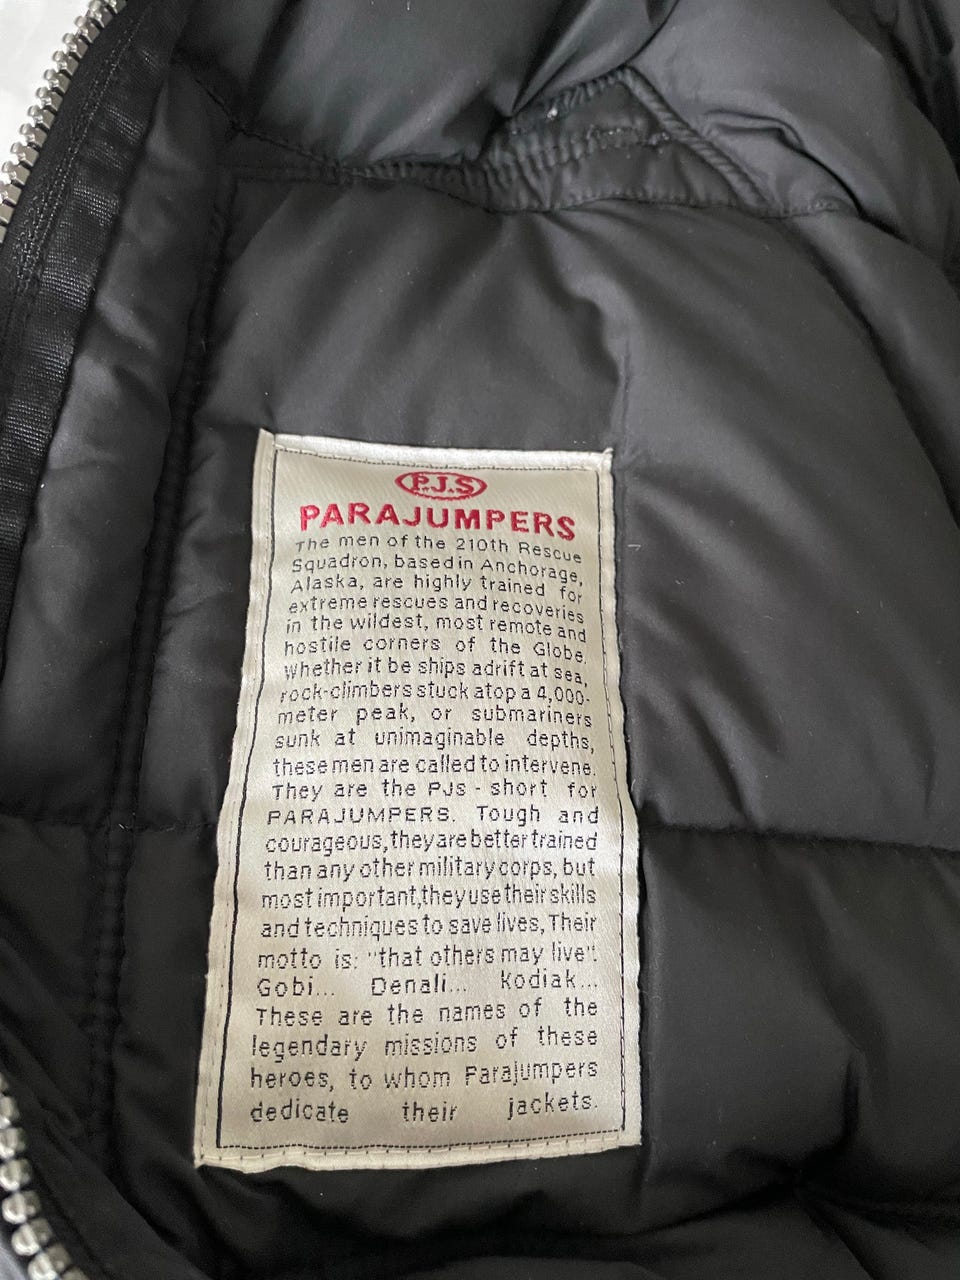 P.J.S
PARAJUMPERS
The men of the 210th Rescue
Squadron, based in Anchorage,
Alaska, are highly trained for
extreme rescues and recoveries
in the wildest, most remote and
hostile corners of the Globe.
Whether it be ships adrift at sea,
rock-climbers stuck atop a 4,000-
meter peak, or submariners
sunk at unimaginable depths,
these men are called to intervene.
They are the PJs - short for
PARAJUMPERS. Tough and
courageous, they are better trained
than any other military corps, but
most important, they use their skills
and techniques to save lives, Their
motto is: "that others may live".
Gobi... Denali... Kodiak...
These are the names of the
legendary missions of these
heroes, to whom Parajumpers
dedicate their jackets.